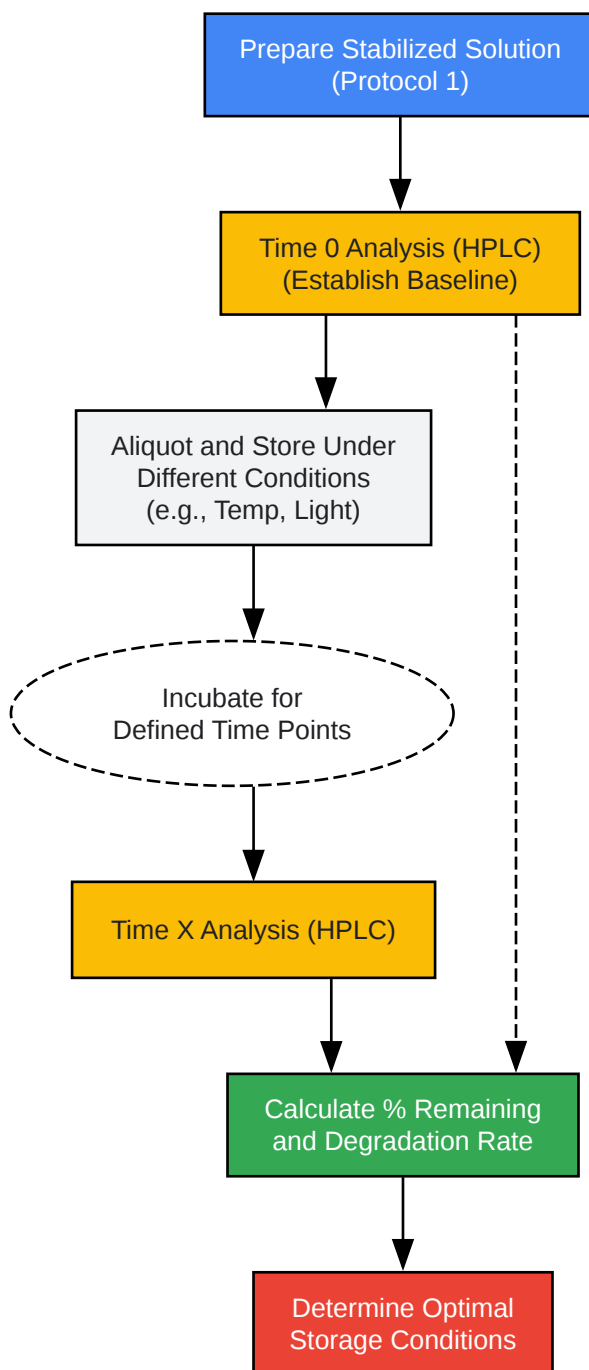 Prepare Stabilized Solution
(Protocol 1)
Time 0 Analysis (HPLC)
(Establish Baseline)
Aliquot and Store Under
Different Conditions
(e.g., Temp, Light)
Incubate for
Defined Time Points
Time X Analysis (HPLC)
Calculate % Remaining
and Degradation Rate
Determine Optimal
Storage Conditions